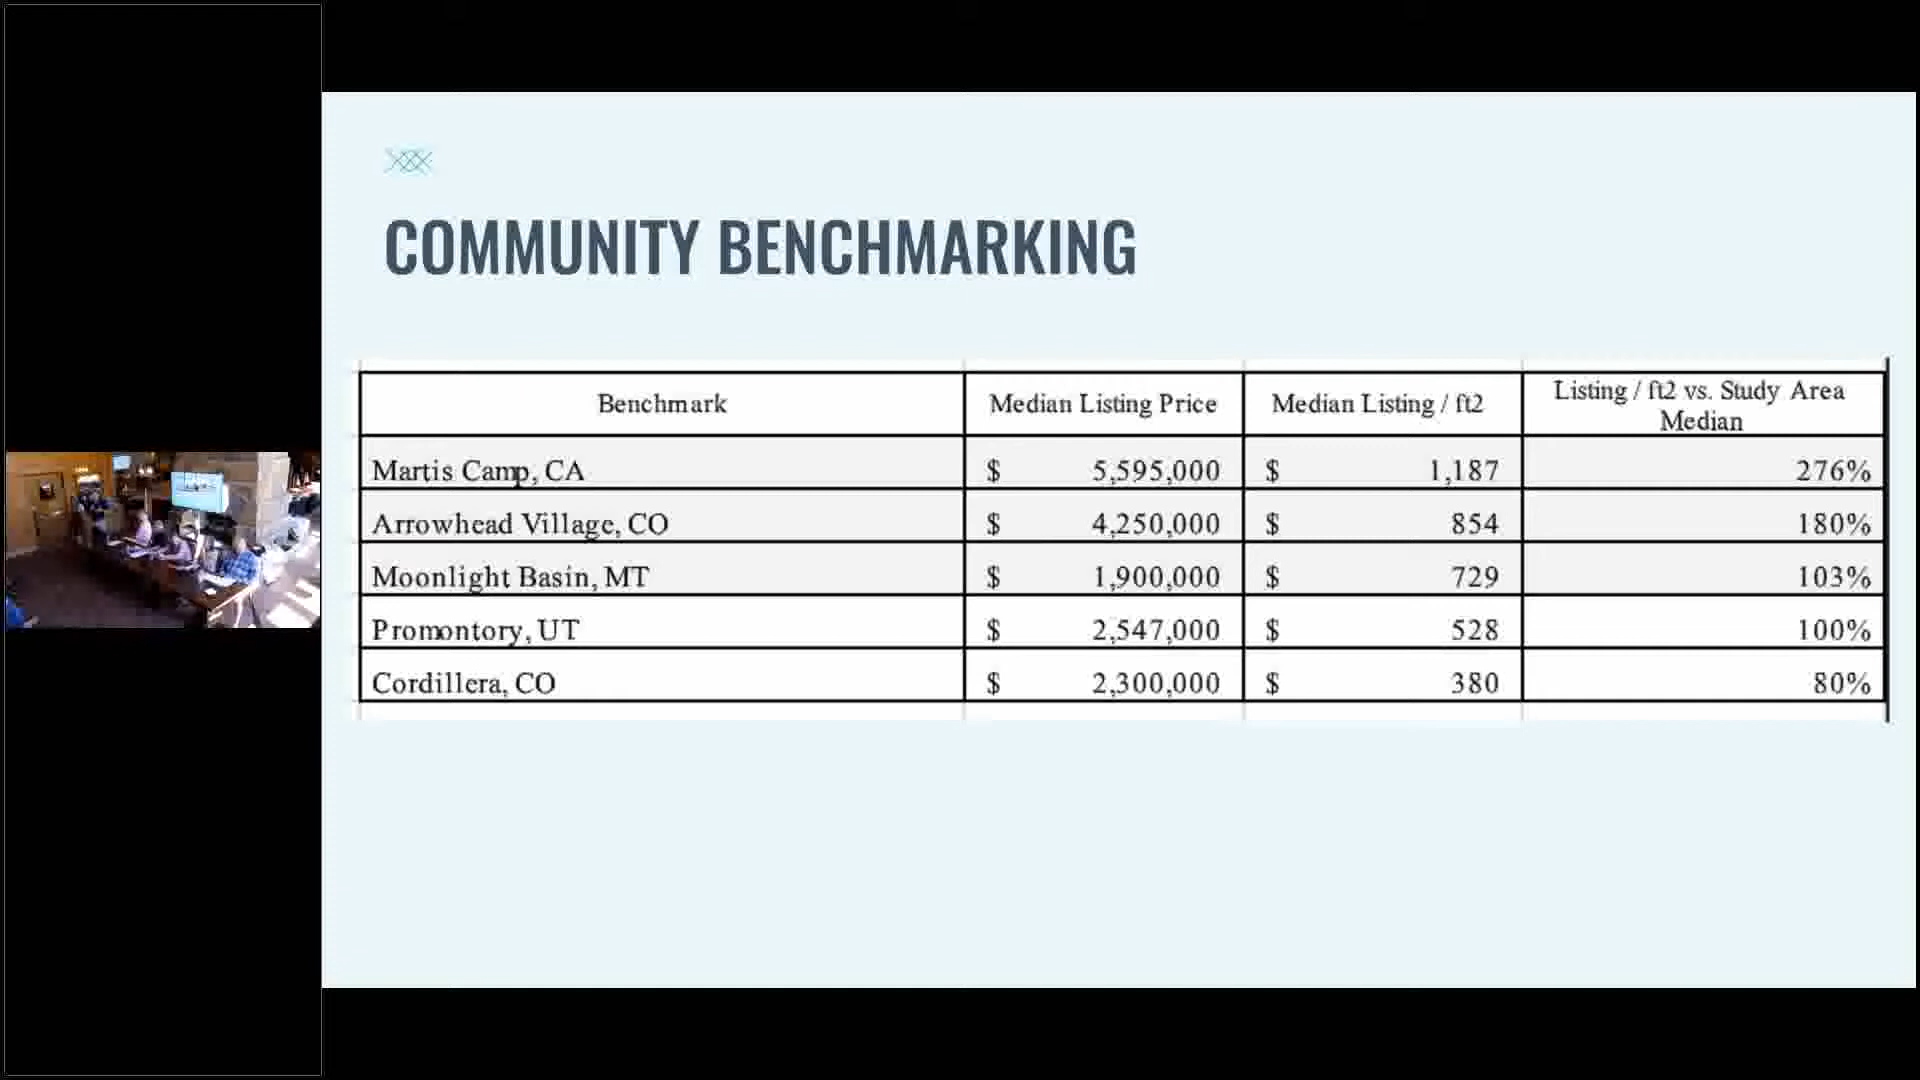 COMMUNITY BENCHMARKING
Benchmark Median Listing Price Median Listing / ft2 Listing / ft2 vs. Study Area Median
Martis Camp, CA $ 5,595,000 $ 1,187 276%
Arrowhead Village, CO $ 4,250,000 $ 854 180%
Moonlight Basin, MT $ 1,900,000 $ 729 103%
Promontory, UT $ 2,547,000 $ 528 100%
Cordillera, CO $ 2,300,000 $ 380 80%